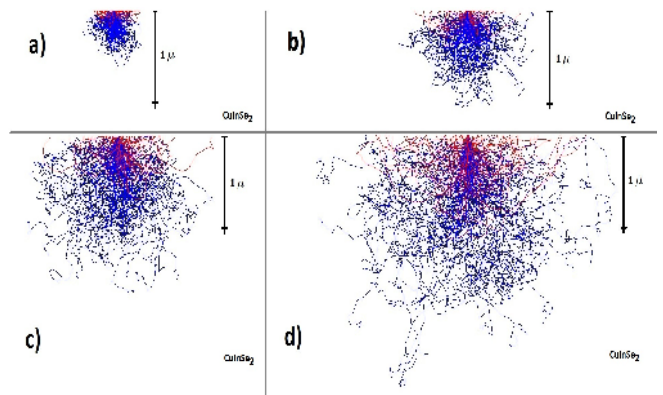 a)
1 μ
CuInSe₂
b)
1 μ
CuInSe₂
c)
1 μ
CuInSe₂
d)
1 μ
CuInSe₂